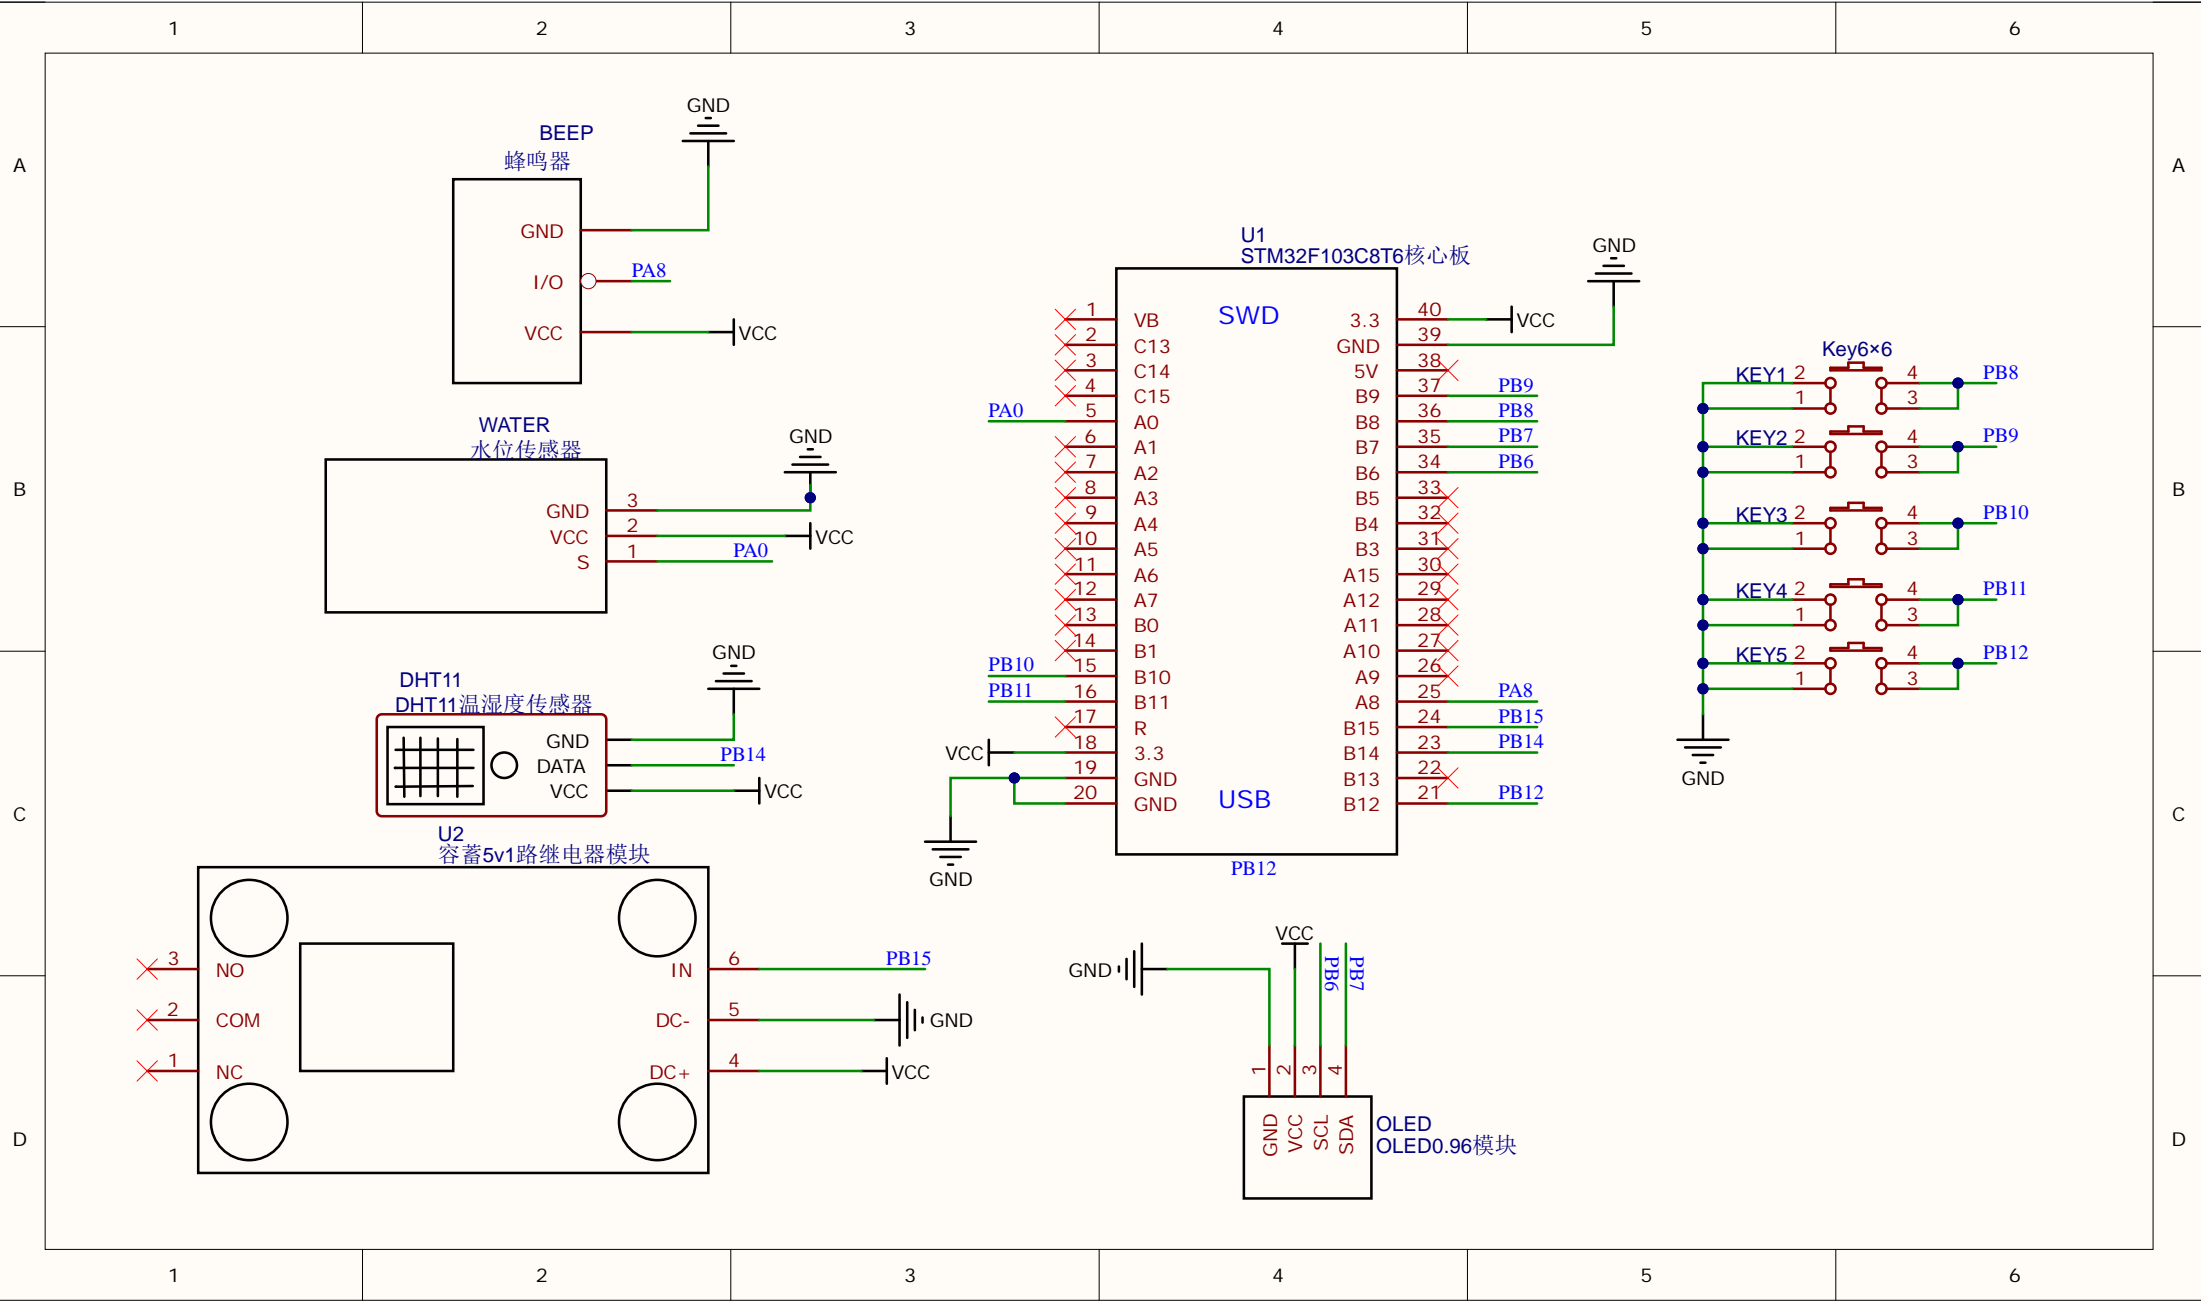 1 2 3 4 5 6
A
B
C
D
A
B
C
D
1 2 3 4 5 6
BEEP
蜂鸣器
GND
GND
I/O
PA8
VCC
VCC
WATER
水位传感器
GND
GND 3
VCC 2
VCC
S 1
PA0
DHT11
DHT11温湿度传感器
GND
GND
DATA
PB14
VCC
VCC
U2
容蓄5v1路继电器模块
3 NO
2 COM
1 NC
IN 6 PB15
DC- 5 GND
DC+ 4 VCC
U1
STM32F103C8T6核心板
SWD
USB
1 VB
2 C13
3 C14
4 C15
PA0 5 A0
6 A1
7 A2
8 A3
9 A4
10 A5
11 A6
12 A7
13 B0
14 B1
PB10 15 B10
PB11 16 B11
17 R
VCC 18 3.3
19 GND
20 GND
GND
3.3 40 VCC
GND 39
GND
5V 38
B9 37 PB9
B8 36 PB8
B7 35 PB7
B6 34 PB6
B5 33
B4 32
B3 31
A15 30
A12 29
A11 28
A10 27
A9 26
A8 25 PA8
B15 24 PB15
B14 23 PB14
B13 22
B12 21 PB12
PB12
GND
VCC
PB6
PB7
1 2 3 4
GND
VCC
SCL
SDA
OLED
OLED0.96模块
Key6×6
KEY1 2 4 PB8
1 3
KEY2 2 4 PB9
1 3
KEY3 2 4 PB10
1 3
KEY4 2 4 PB11
1 3
KEY5 2 4 PB12
1 3
GND